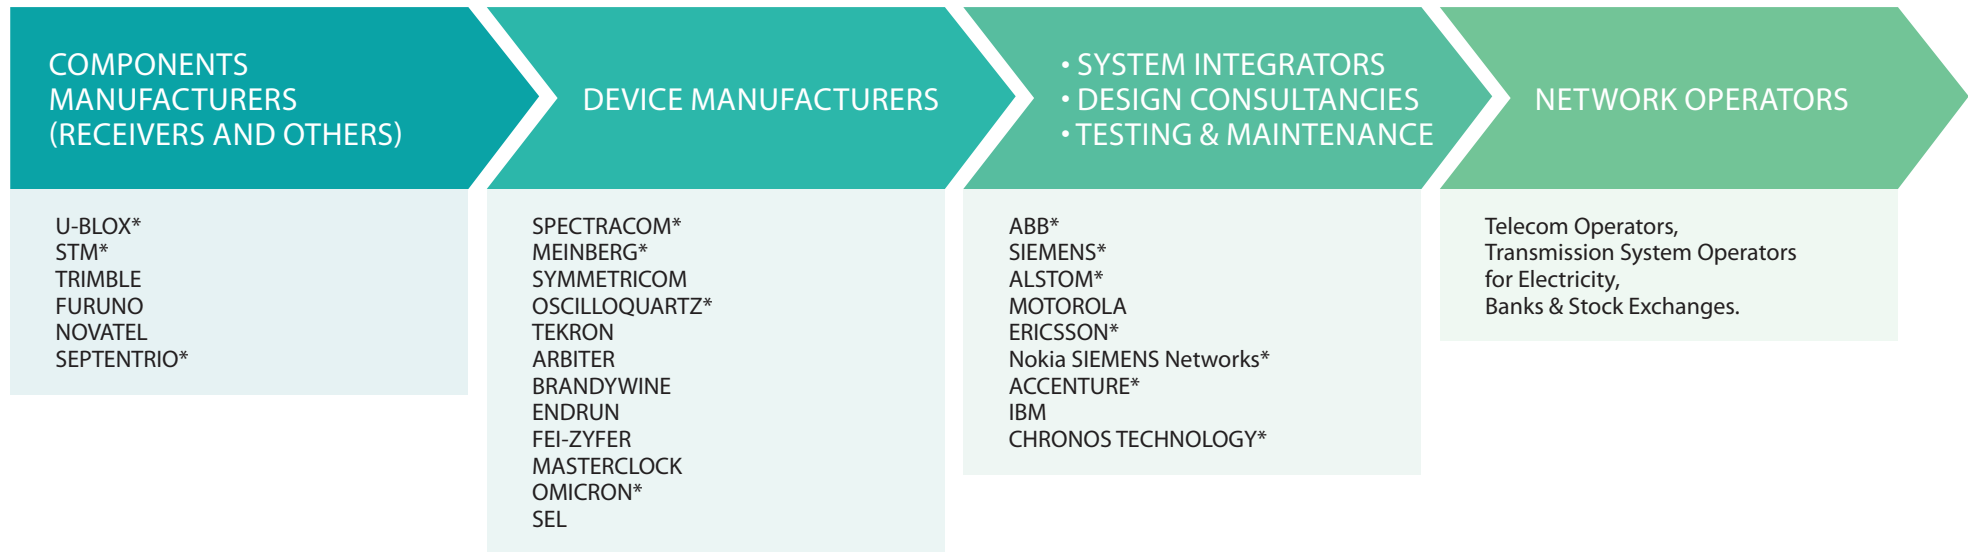 COMPONENTS
MANUFACTURERS
(RECEIVERS AND OTHERS)
U-BLOX*
STM*
TRIMBLE
FURUNO
NOVATEL
SEPTENTRIO*
DEVICE MANUFACTURERS
SPECTRACOM*
MEINBERG*
SYMMETRICOM
OSCILLOQUARTZ*
TEKRON
ARBITER
BRANDYWINE
ENDRUN
FEI-ZYFER
MASTERCLOCK
OMICRON*
SEL
• SYSTEM INTEGRATORS
• DESIGN CONSULTANCIES
• TESTING & MAINTENANCE
ABB*
SIEMENS*
ALSTOM*
MOTOROLA
ERICSSON*
Nokia SIEMENS Networks*
ACCENTURE*
IBM
CHRONOS TECHNOLOGY*
NETWORK OPERATORS
Telecom Operators,
Transmission System Operators
for Electricity,
Banks & Stock Exchanges.